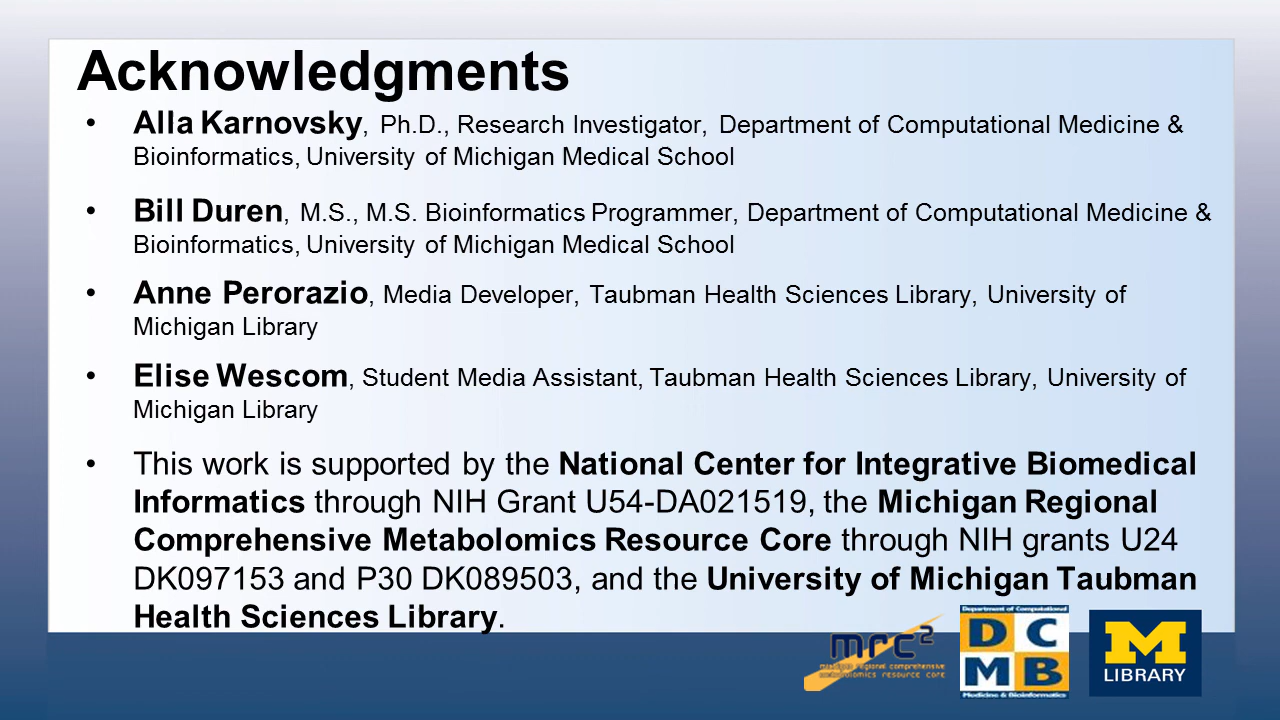 Acknowledgments
• Alla Karnovsky, Ph.D., Research Investigator, Department of Computational Medicine &
Bioinformatics, University of Michigan Medical School
• Bill Duren, M.S., M.S. Bioinformatics Programmer, Department of Computational Medicine &
Bioinformatics, University of Michigan Medical School
• Anne Perorazio, Media Developer, Taubman Health Sciences Library, University of
Michigan Library
• Elise Wescom, Student Media Assistant, Taubman Health Sciences Library, University of
Michigan Library
• This work is supported by the National Center for Integrative Biomedical
Informatics through NIH Grant U54-DA021519, the Michigan Regional
Comprehensive Metabolomics Resource Core through NIH grants U24
DK097153 and P30 DK089503, and the University of Michigan Taubman
Health Sciences Library.
mrc²
michigan regional comprehensive
metabolomics resource core
Department of Computational
D C
M B
Medicine & Bioinformatics
M
LIBRARY